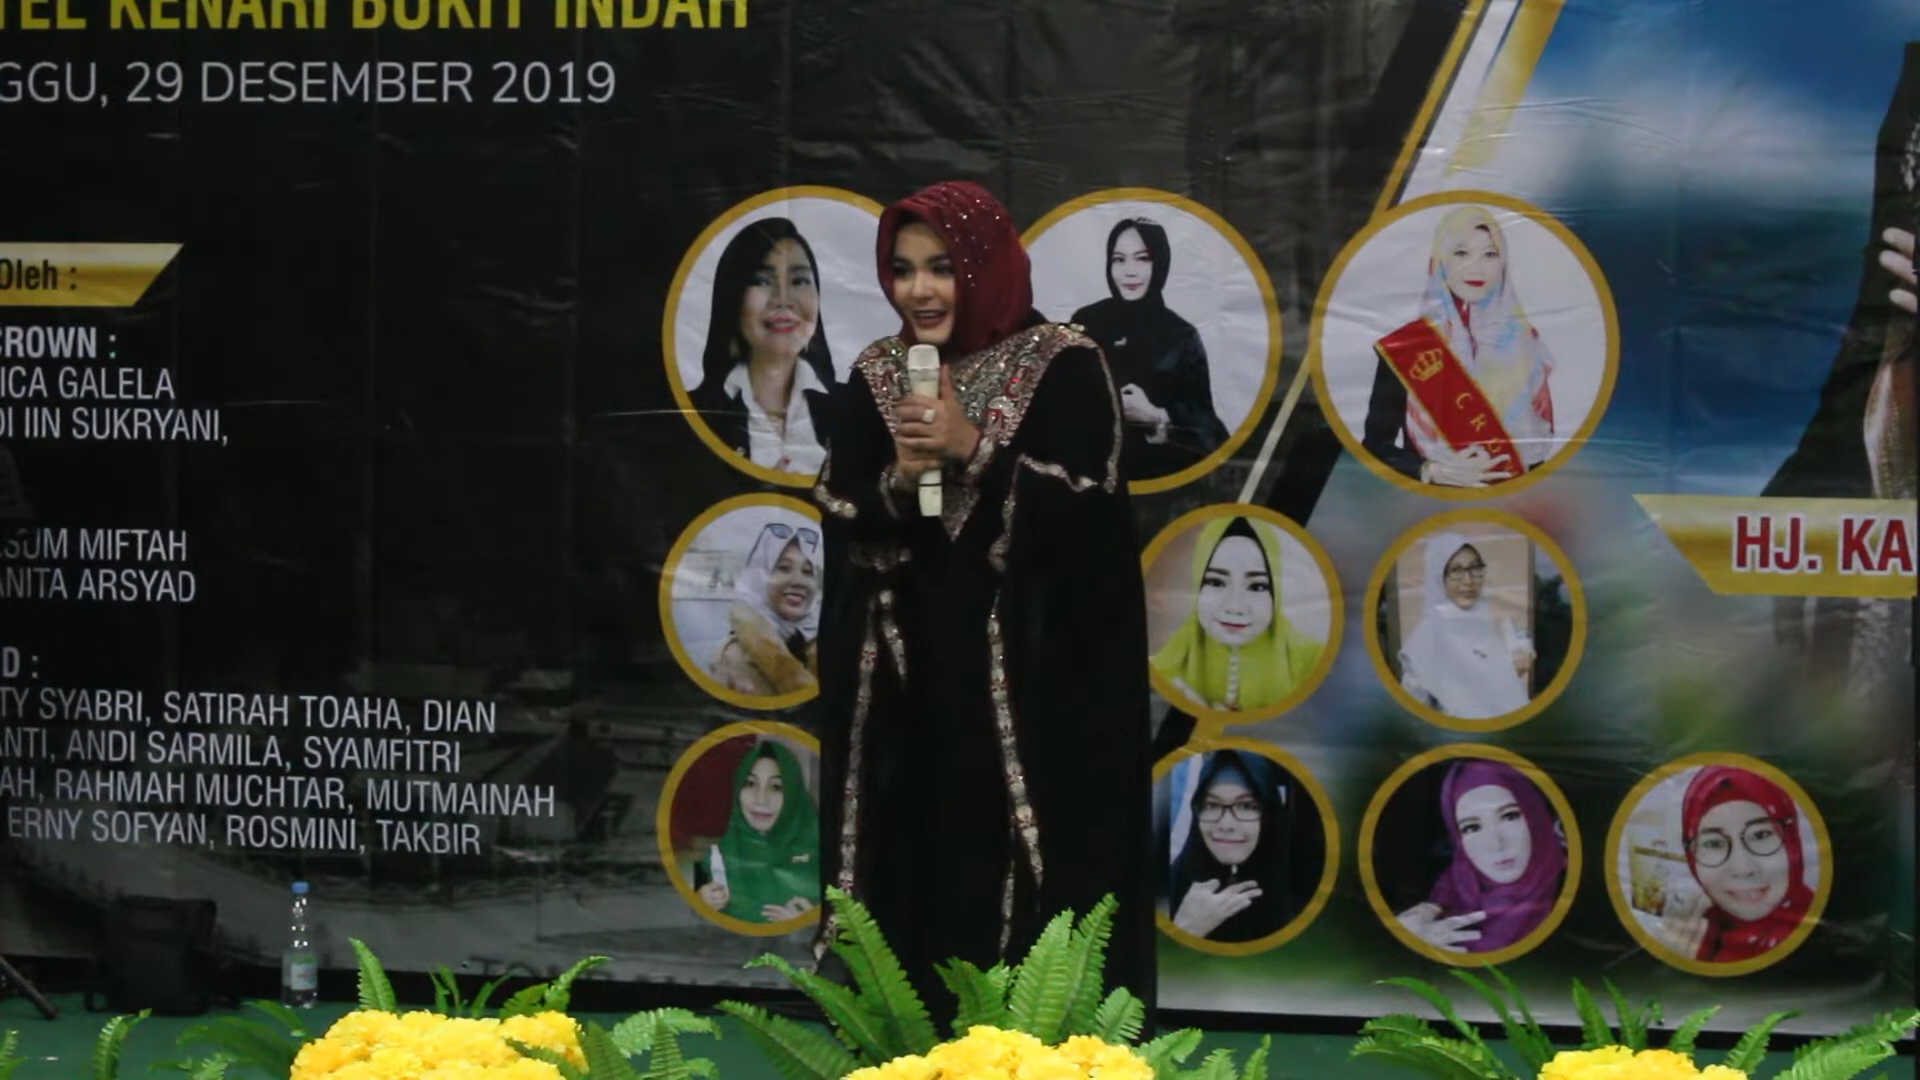 TEL KENARI BUKIT INDAH
GGU, 29 DESEMBER 2019
Oleh :
CROWN :
ICA GALELA
DI IIN SUKRYANI,
SUM MIFTAH
ANITA ARSYAD
D :
TY SYABRI, SATIRAH TOAHA, DIAN
ANTI, ANDI SARMILA, SYAMFITRI
AH, RAHMAH MUCHTAR, MUTMAINAH
ERNY SOFYAN, ROSMINI, TAKBIR
HJ. KA
C R